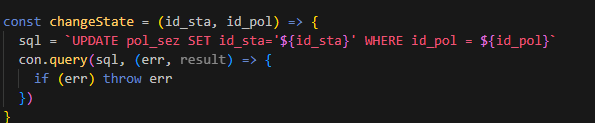 const changeState = (id_sta, id_pol) => {
  sql = `UPDATE pol_sez SET id_sta='${id_sta}' WHERE id_pol = ${id_pol}`
  con.query(sql, (err, result) => {
    if (err) throw err
  })
}